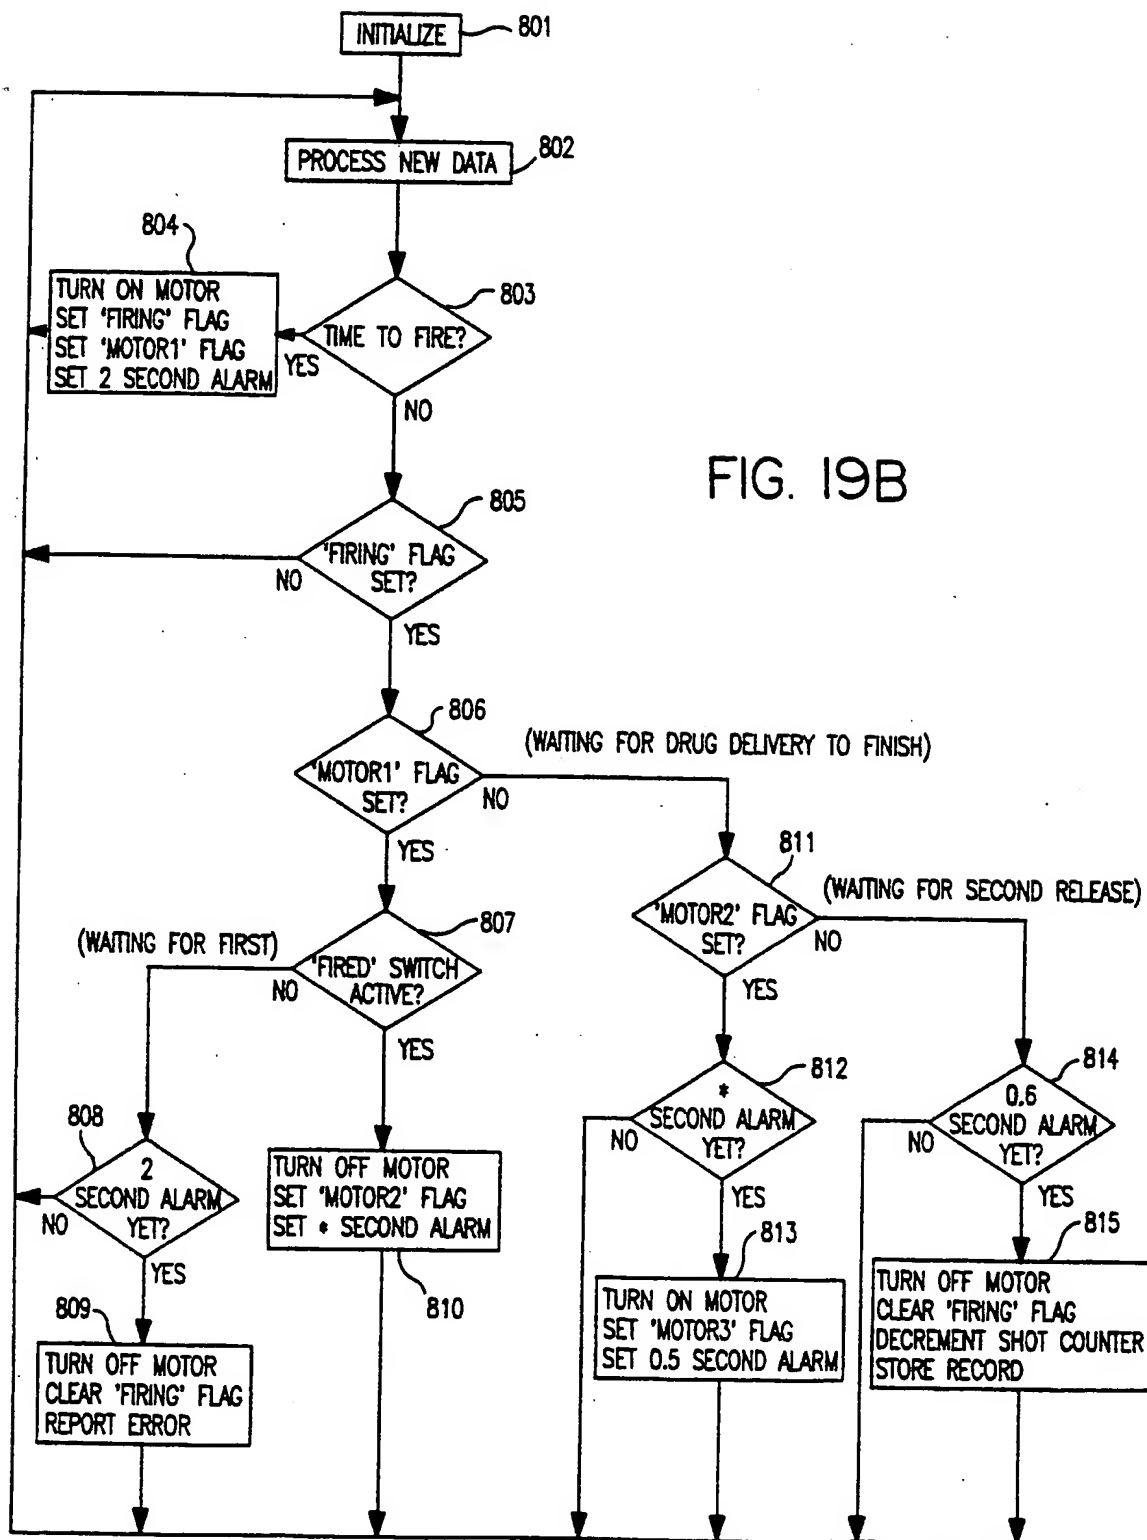 INITIALIZE
801
PROCESS NEW DATA
802
804
TURN ON MOTOR
SET 'FIRING' FLAG
SET 'MOTOR1' FLAG
SET 2 SECOND ALARM
803
TIME TO FIRE?
YES
NO
FIG. 19B
805
'FIRING' FLAG
SET?
NO
YES
806
(WAITING FOR DRUG DELIVERY TO FINISH)
'MOTOR1' FLAG
SET?
NO
YES
811
(WAITING FOR SECOND RELEASE)
'MOTOR2' FLAG
SET?
NO
YES
807
(WAITING FOR FIRST)
'FIRED' SWITCH
ACTIVE?
NO
YES
812
*
SECOND ALARM
YET?
NO
YES
814
0.6
SECOND ALARM
YET?
NO
YES
808
2
SECOND ALARM
YET?
NO
YES
TURN OFF MOTOR
SET 'MOTOR2' FLAG
SET * SECOND ALARM
810
813
TURN ON MOTOR
SET 'MOTOR3' FLAG
SET 0.5 SECOND ALARM
815
TURN OFF MOTOR
CLEAR 'FIRING' FLAG
DECREMENT SHOT COUNTER
STORE RECORD
809
TURN OFF MOTOR
CLEAR 'FIRING' FLAG
REPORT ERROR